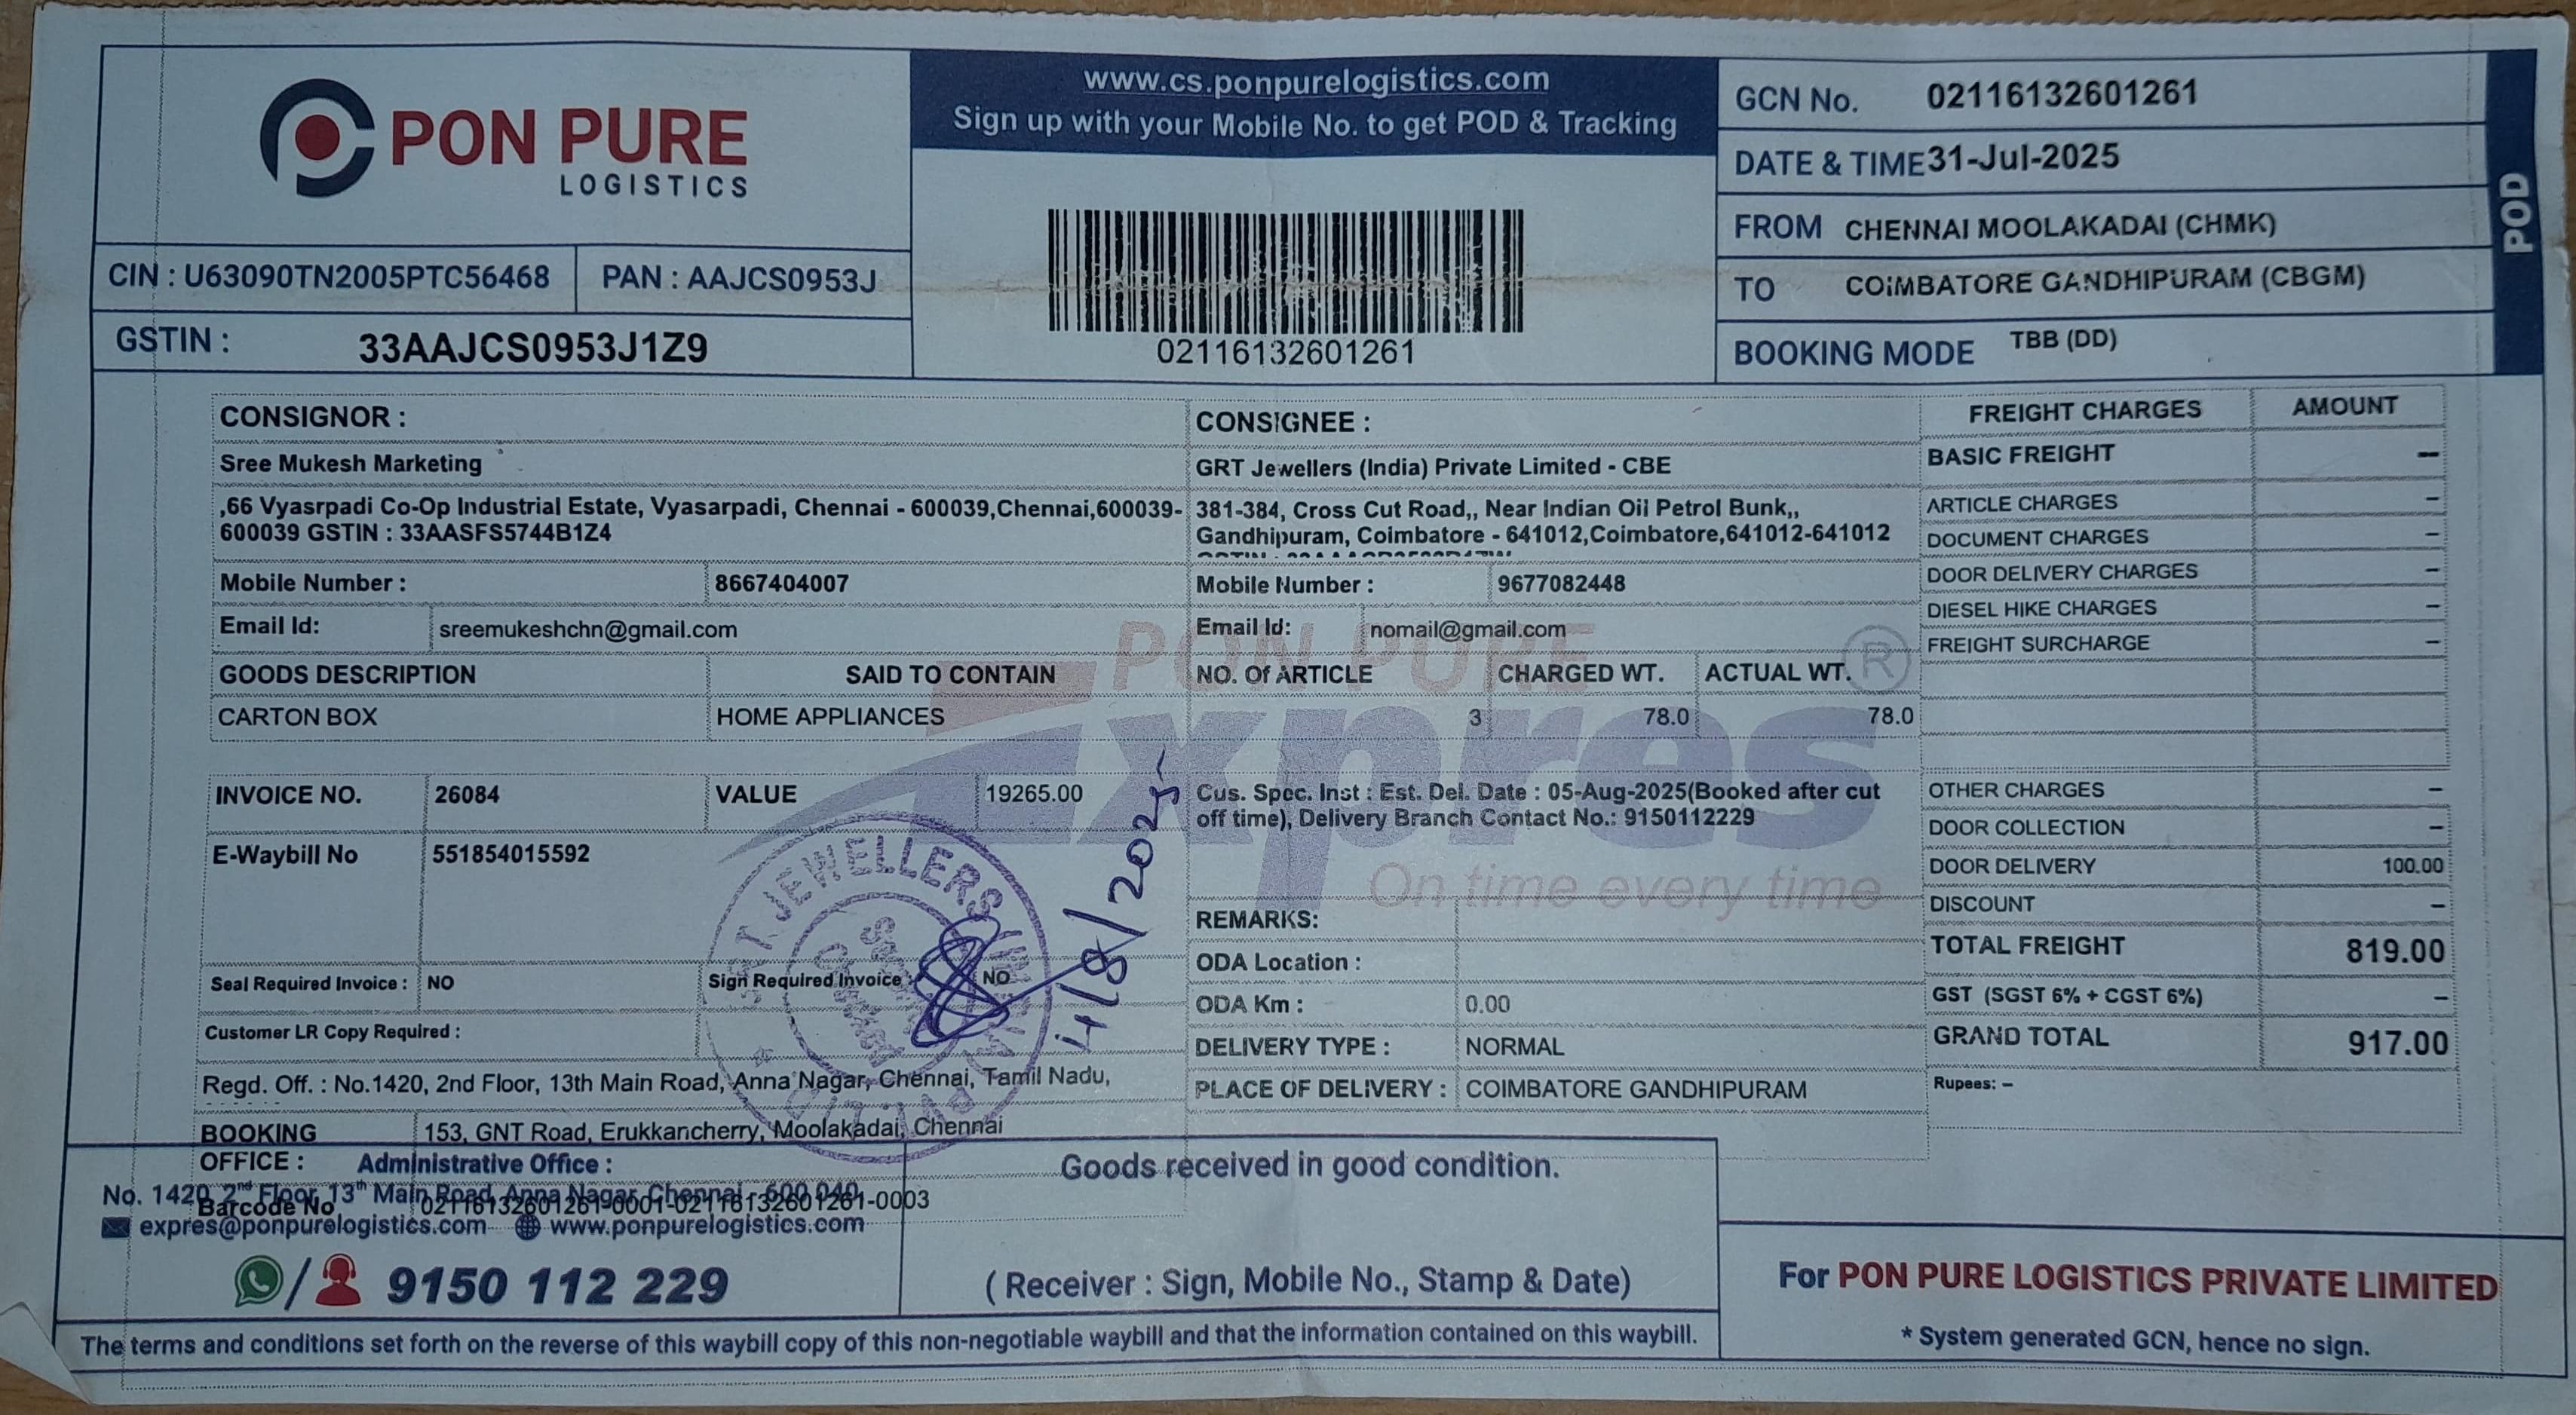 PON PURE
LOGISTICS
www.cs.ponpurelogistics.com
Sign up with your Mobile No. to get POD & Tracking
GCN No. 02116132601261
DATE & TIME 31-Jul-2025
FROM CHENNAI MOOLAKADAI (CHMK)
TO COIMBATORE GANDHIPURAM (CBGM)
BOOKING MODE TBB (DD)
POD
CIN : U63090TN2005PTC56468 PAN : AAJCS0953J
GSTIN : 33AAJCS0953J1Z9
02116132601261
CONSIGNOR :
Sree Mukesh Marketing
,66 Vyasrpadi Co-Op Industrial Estate, Vyasarpadi, Chennai - 600039,Chennai,600039-
600039 GSTIN : 33AASFS5744B1Z4
Mobile Number : 8667404007
Email Id: sreemukeshchn@gmail.com
CONSIGNEE :
GRT Jewellers (India) Private Limited - CBE
381-384, Cross Cut Road,, Near Indian Oil Petrol Bunk,,
Gandhipuram, Coimbatore - 641012,Coimbatore,641012-641012
Mobile Number : 9677082448
Email Id: nomail@gmail.com
GOODS DESCRIPTION SAID TO CONTAIN NO. Of ARTICLE CHARGED WT. ACTUAL WT.
CARTON BOX HOME APPLIANCES 3 78.0 78.0
PON PURE ®
Expres
On time every time
INVOICE NO. 26084 VALUE 19265.00
E-Waybill No 551854015592
Seal Required Invoice : NO Sign Required Invoice NO
Customer LR Copy Required :
JEWELLERS
PVT LTD
4/8/2025
Regd. Off. : No.1420, 2nd Floor, 13th Main Road, Anna Nagar, Chennai, Tamil Nadu,
BOOKING OFFICE : 153, GNT Road, Erukkancherry, Moolakadai, Chennai
Cus. Spec. Inst : Est. Del. Date : 05-Aug-2025(Booked after cut
off time), Delivery Branch Contact No.: 9150112229
REMARKS:
ODA Location :
ODA Km : 0.00
DELIVERY TYPE : NORMAL
PLACE OF DELIVERY : COIMBATORE GANDHIPURAM
FREIGHT CHARGES AMOUNT
BASIC FREIGHT --
ARTICLE CHARGES --
DOCUMENT CHARGES --
DOOR DELIVERY CHARGES --
DIESEL HIKE CHARGES --
FREIGHT SURCHARGE --
OTHER CHARGES --
DOOR COLLECTION --
DOOR DELIVERY 100.00
DISCOUNT --
TOTAL FREIGHT 819.00
GST (SGST 6% + CGST 6%) --
GRAND TOTAL 917.00
Rupees: --
Administrative Office :
No. 1420, 2nd Floor, 13th Main Road, Anna Nagar, Chennai - 600 040.
Barcode No 02116132601261-0001-02116132601261-0003
expres@ponpurelogistics.com www.ponpurelogistics.com
9150 112 229
Goods received in good condition.
( Receiver : Sign, Mobile No., Stamp & Date)
For PON PURE LOGISTICS PRIVATE LIMITED
* System generated GCN, hence no sign.
The terms and conditions set forth on the reverse of this waybill copy of this non-negotiable waybill and that the information contained on this waybill.